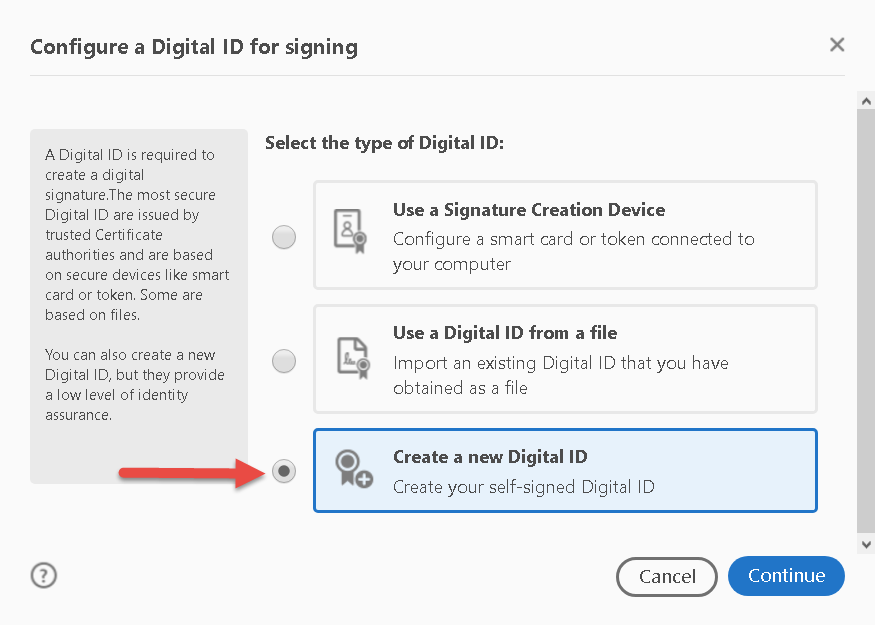 Configure a Digital ID for signing
A Digital ID is required to
create a digital
signature.The most secure
Digital ID are issued by
trusted Certificate
authorities and are based
on secure devices like smart
card or token. Some are
based on files.
You can also create a new
Digital ID, but they provide
a low level of identity
assurance.
Select the type of Digital ID:
Use a Signature Creation Device
Configure a smart card or token connected to
your computer
Use a Digital ID from a file
Import an existing Digital ID that you have
obtained as a file
Create a new Digital ID
Create your self-signed Digital ID
?
Cancel
Continue